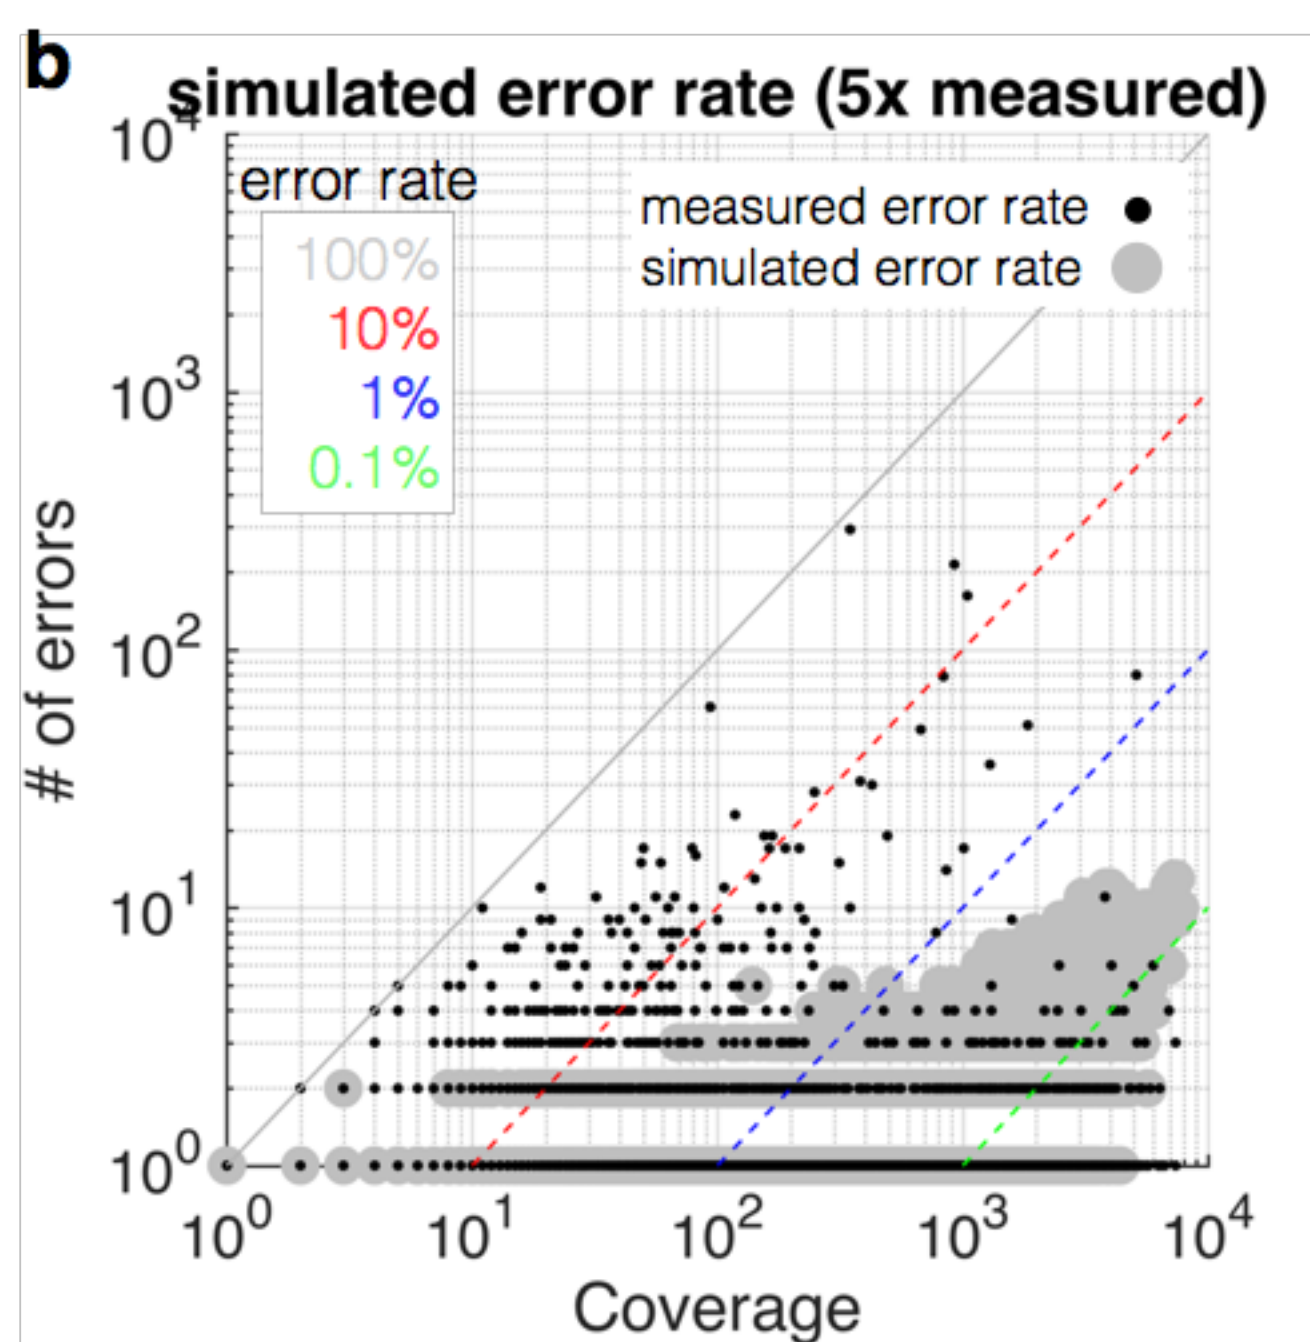 b
simulated error rate (5x measured)
10^4
error rate
measured error rate
simulated error rate
100%
10%
1%
0.1%
10^3
# of errors
10^2
10^1
10^0
10^0 10^1 10^2 10^3 10^4
Coverage